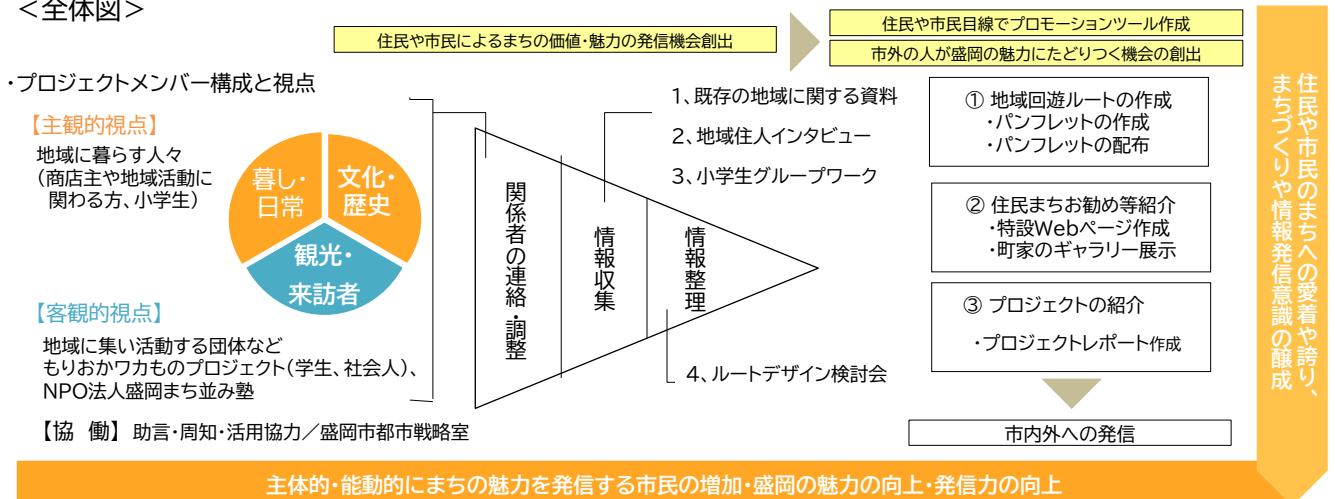 ＜全体図＞
住民や市民によるまちの価値・魅力の発信機会創出
住民や市民目線でプロモーションツール作成
市外の人が盛岡の魅力にたどりつく機会の創出
・プロジェクトメンバー構成と視点
【主観的視点】
地域に暮らす人々
（商店主や地域活動に
関わる方、小学生）
暮し・
日常
文化・
歴史
観光・
来訪者
【客観的視点】
地域に集い活動する団体など
もりおかワカものプロジェクト（学生、社会人）、
NPO法人盛岡まち並み塾
【協　働】 助言・周知・活用協力／盛岡市都市戦略室
関係者の連絡・調整
情報収集
情報整理
1、既存の地域に関する資料
2、地域住人インタビュー
3、小学生グループワーク
4、ルートデザイン検討会
① 地域回遊ルートの作成
・パンフレットの作成
・パンフレットの配布
② 住民まちお勧め等紹介
・特設Webページ作成
・町家のギャラリー展示
③ プロジェクトの紹介
・プロジェクトレポート作成
市内外への発信
住民や市民のまちへの愛着や誇り、
まちづくりや情報発信意識の醸成
主体的・能動的にまちの魅力を発信する市民の増加・盛岡の魅力の向上・発信力の向上